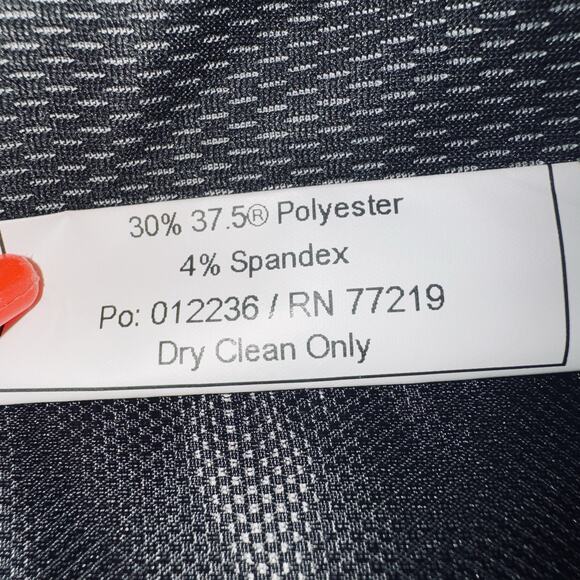 30% 37.5® Polyester
4% Spandex
Po: 012236 / RN 77219
Dry Clean Only